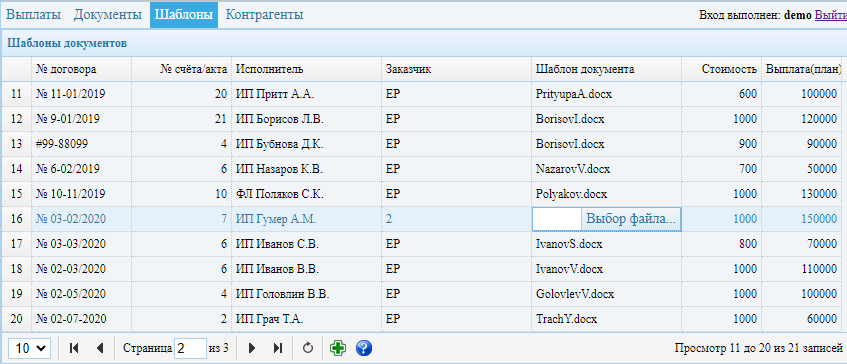 Выплаты Документы Шаблоны Контрагенты Вход выполнен: demo Выйти
Шаблоны документов
№ договора № счёта/акта Исполнитель Заказчик Шаблон документа Стоимость Выплата(план)
11 № 11-01/2019 20 ИП Притт А.А. ЕР PrityupaA.docx 600 100000
12 № 9-01/2019 21 ИП Борисов Л.В. ЕР BorisovI.docx 1000 120000
13 #99-88099 4 ИП Бубнова Д.К. ЕР BorisovI.docx 900 90000
14 № 6-02/2019 6 ИП Назаров К.В. ЕР NazarovV.docx 700 50000
15 № 10-11/2019 10 ФЛ Поляков С.К. ЕР Polyakov.docx 1000 130000
16 № 03-02/2020 7 ИП Гумер А.М. 2 Выбор файла... 1000 150000
17 № 03-03/2020 6 ИП Иванов С.В. ЕР IvanovS.docx 800 70000
18 № 02-03/2020 6 ИП Иванов В.В. ЕР IvanovV.docx 1000 110000
19 № 02-05/2020 4 ИП Головлин В.В. ЕР GolovlevV.docx 1000 100000
20 № 02-07-2020 2 ИП Грач Т.А. ЕР TrachY.docx 1000 60000
10 Страница 2 из 3 Просмотр 11 до 20 из 21 записей